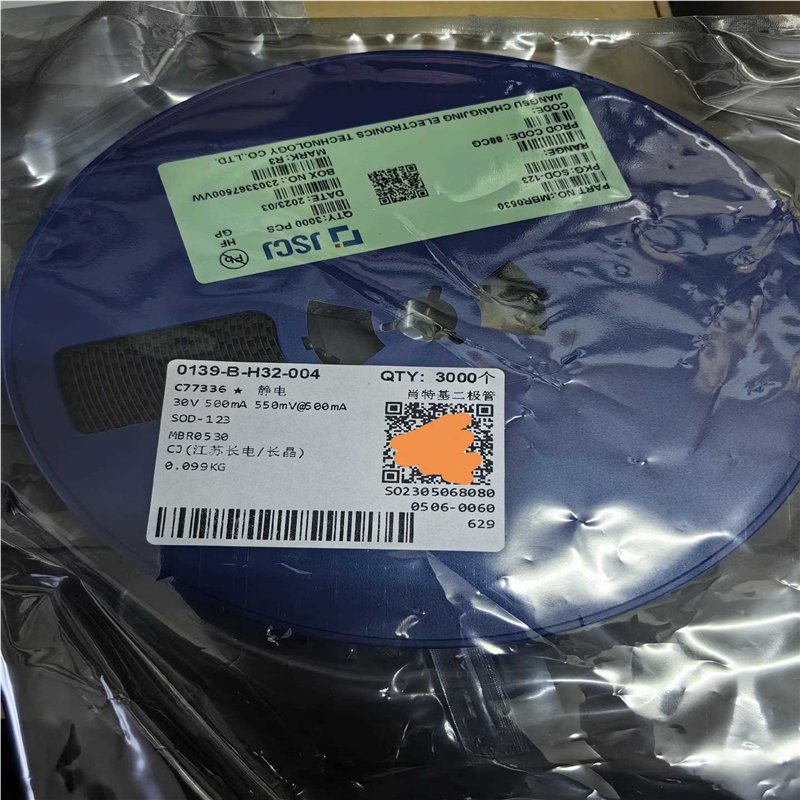 JSCJ
Pb
HF
GP
PART NO.:MBR0530
QTY:3000 PCS
PKG:SOD-123
DATE: 2023/03
RANGE:
BOX NO.: 2303367500VW
PROD CODE: 88CG
MARK: R3
CODE:
JIANGSU CHANGJING ELECTRONICS TECHNOLOGY CO.,LTD.
0139-B-H32-004
QTY: 3000个
C77336 ★ 静电
肖特基二极管
30V 500mA 550mV@500mA
SOD-123
MBR0530
CJ(江苏长电/长晶)
0.099KG
SO2305068080
0506-0060
629